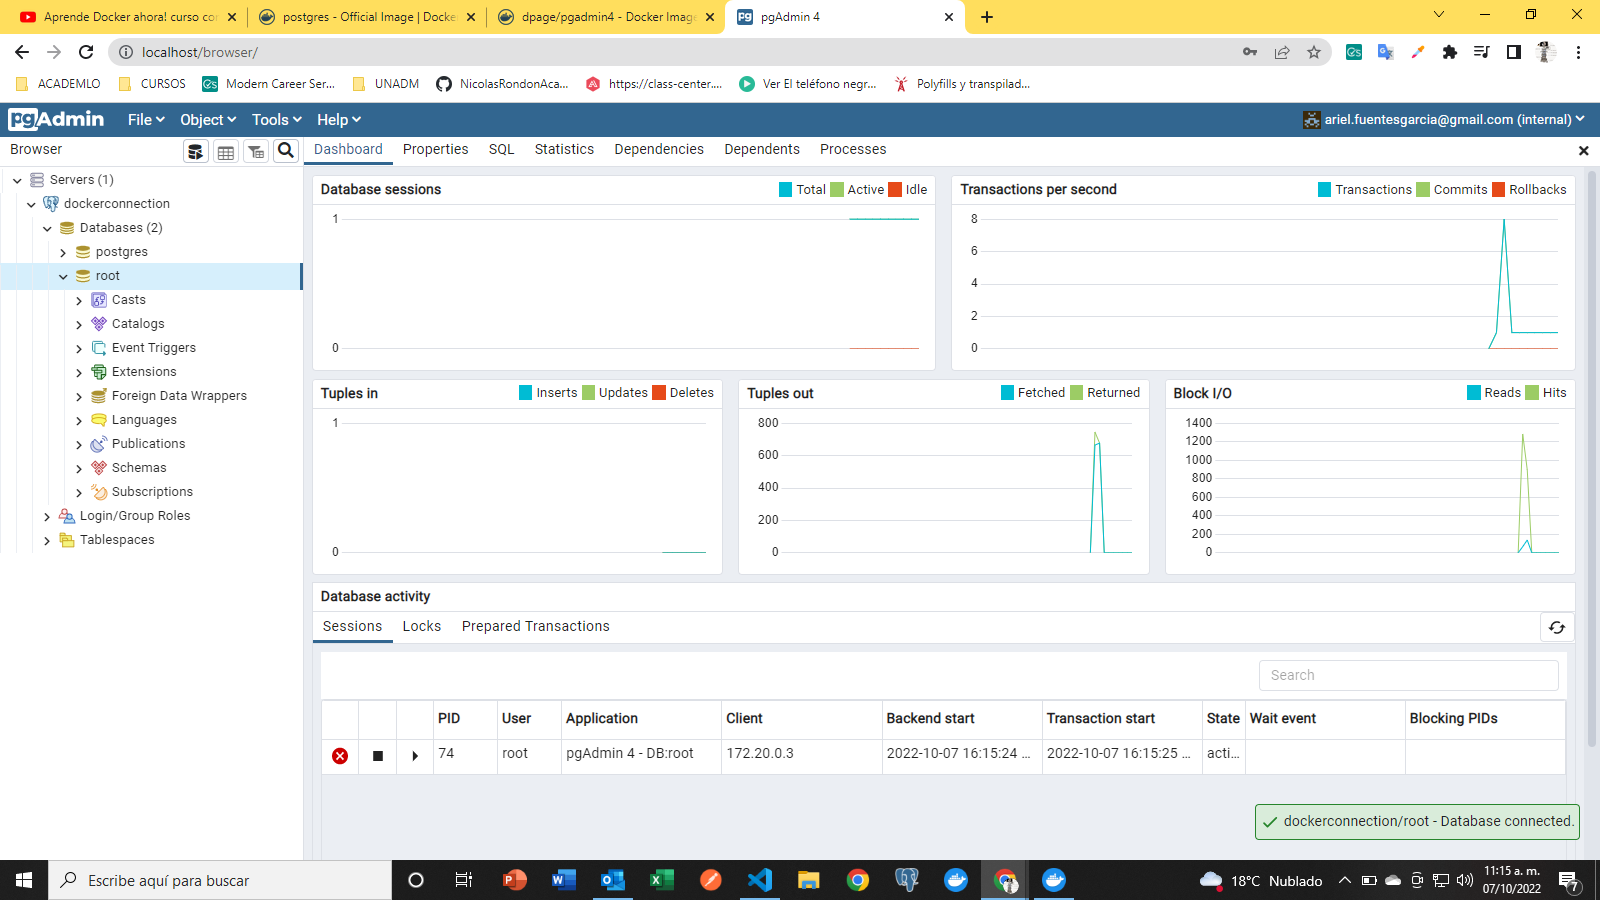 Aprende Docker ahora! curso cor
postgres - Official Image | Docke
dpage/pgadmin4 - Docker Image
pgAdmin 4
localhost/browser/
ACADEMLO
CURSOS
Modern Career Ser...
UNADM
NicolasRondonAca...
https://class-center....
Ver El teléfono negr...
Polyfills y transpilad...
pgAdmin
File
Object
Tools
Help
ariel.fuentesgarcia@gmail.com (internal)
Browser
Dashboard
Properties
SQL
Statistics
Dependencies
Dependents
Processes
Servers (1)
dockerconnection
Databases (2)
postgres
root
Casts
Catalogs
Event Triggers
Extensions
Foreign Data Wrappers
Languages
Publications
Schemas
Subscriptions
Login/Group Roles
Tablespaces
Database sessions
Total
Active
Idle
1
0
Transactions per second
Transactions
Commits
Rollbacks
8
6
4
2
0
Tuples in
Inserts
Updates
Deletes
1
0
Tuples out
Fetched
Returned
800
600
400
200
0
Block I/O
Reads
Hits
1400
1200
1000
800
600
400
200
0
Database activity
Sessions
Locks
Prepared Transactions
Search
PID
User
Application
Client
Backend start
Transaction start
State
Wait event
Blocking PIDs
74
root
pgAdmin 4 - DB:root
172.20.0.3
2022-10-07 16:15:24 ...
2022-10-07 16:15:25 ...
acti...
dockerconnection/root - Database connected.
Escribe aquí para buscar
18°C Nublado
11:15 a. m.
07/10/2022
7